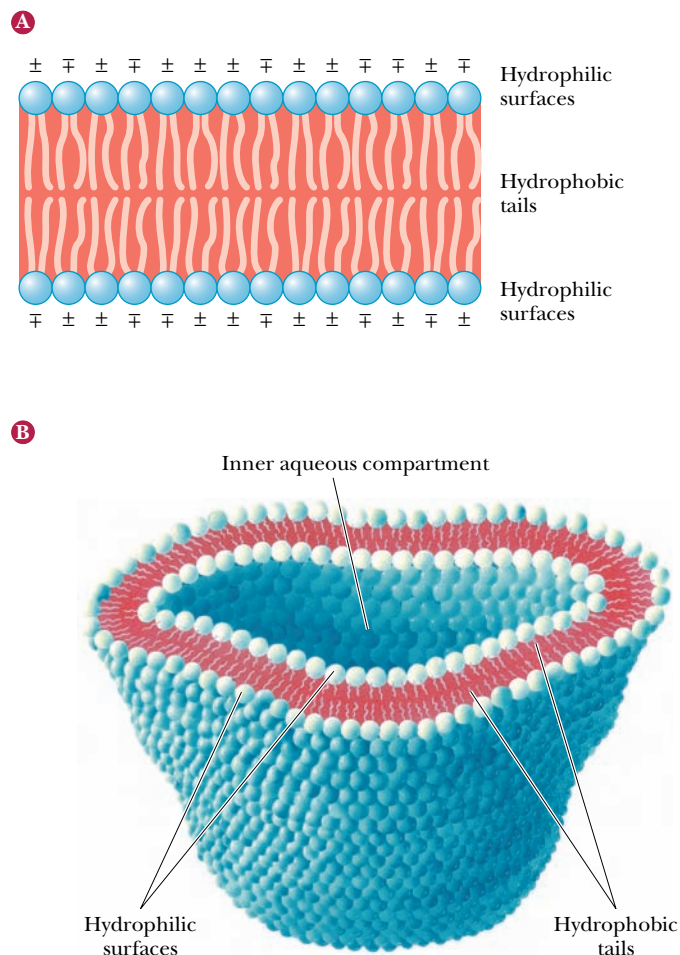 A
± ∓ ± ∓ ± ± ± ∓ ± ± ∓ ∓ ± ∓
Hydrophilic
surfaces
Hydrophobic
tails
Hydrophilic
surfaces
∓ ± ± ∓ ∓ ± ± ∓ ± ± ∓ ± ∓ ±
B
Inner aqueous compartment
Hydrophilic
surfaces
Hydrophobic
tails